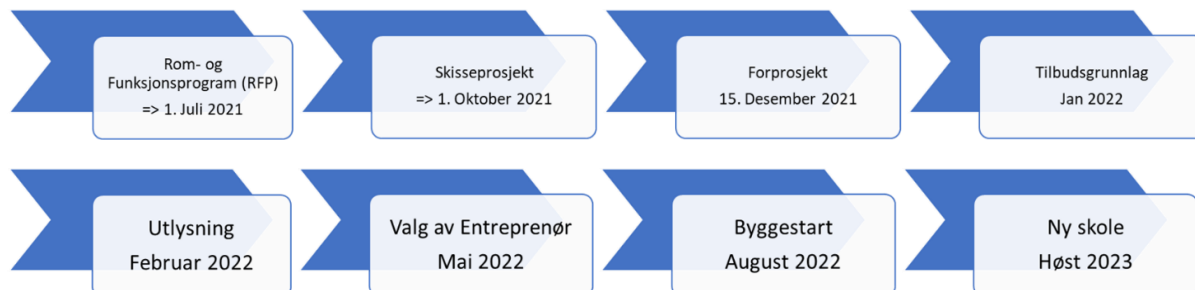 Rom- og
Funksjonsprogram (RFP)
=> 1. Juli 2021
Skisseprosjekt
=> 1. Oktober 2021
Forprosjekt
15. Desember 2021
Tilbudsgrunnlag
Jan 2022
Utlysning
Februar 2022
Valg av Entreprenør
Mai 2022
Byggestart
August 2022
Ny skole
Høst 2023